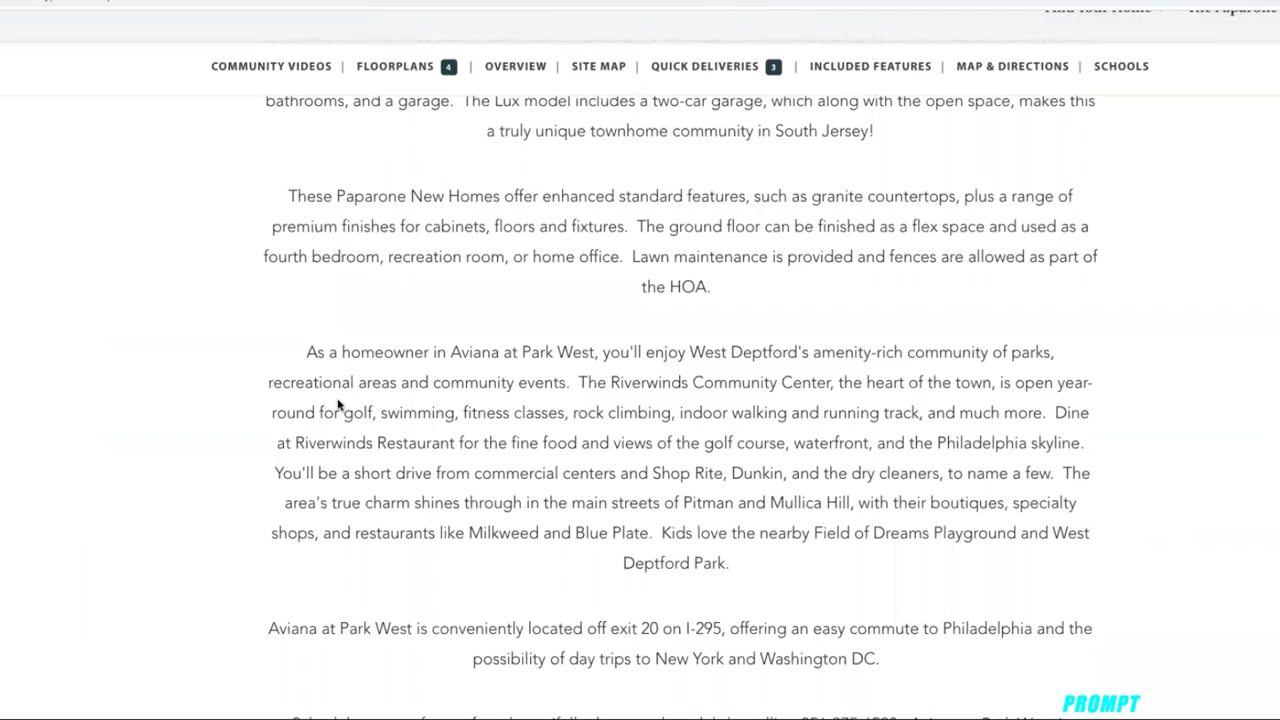 COMMUNITY VIDEOS | FLOORPLANS 4 | OVERVIEW | SITE MAP | QUICK DELIVERIES 3 | INCLUDED FEATURES | MAP & DIRECTIONS | SCHOOLS
bathrooms, and a garage. The Lux model includes a two-car garage, which along with the open space, makes this
a truly unique townhome community in South Jersey!
These Paparone New Homes offer enhanced standard features, such as granite countertops, plus a range of
premium finishes for cabinets, floors and fixtures. The ground floor can be finished as a flex space and used as a
fourth bedroom, recreation room, or home office. Lawn maintenance is provided and fences are allowed as part of
the HOA.
As a homeowner in Aviana at Park West, you'll enjoy West Deptford's amenity-rich community of parks,
recreational areas and community events. The Riverwinds Community Center, the heart of the town, is open year-
round for golf, swimming, fitness classes, rock climbing, indoor walking and running track, and much more. Dine
at Riverwinds Restaurant for the fine food and views of the golf course, waterfront, and the Philadelphia skyline.
You'll be a short drive from commercial centers and Shop Rite, Dunkin, and the dry cleaners, to name a few. The
area's true charm shines through in the main streets of Pitman and Mullica Hill, with their boutiques, specialty
shops, and restaurants like Milkweed and Blue Plate. Kids love the nearby Field of Dreams Playground and West
Deptford Park.
Aviana at Park West is conveniently located off exit 20 on I-295, offering an easy commute to Philadelphia and the
possibility of day trips to New York and Washington DC.
PROMPT